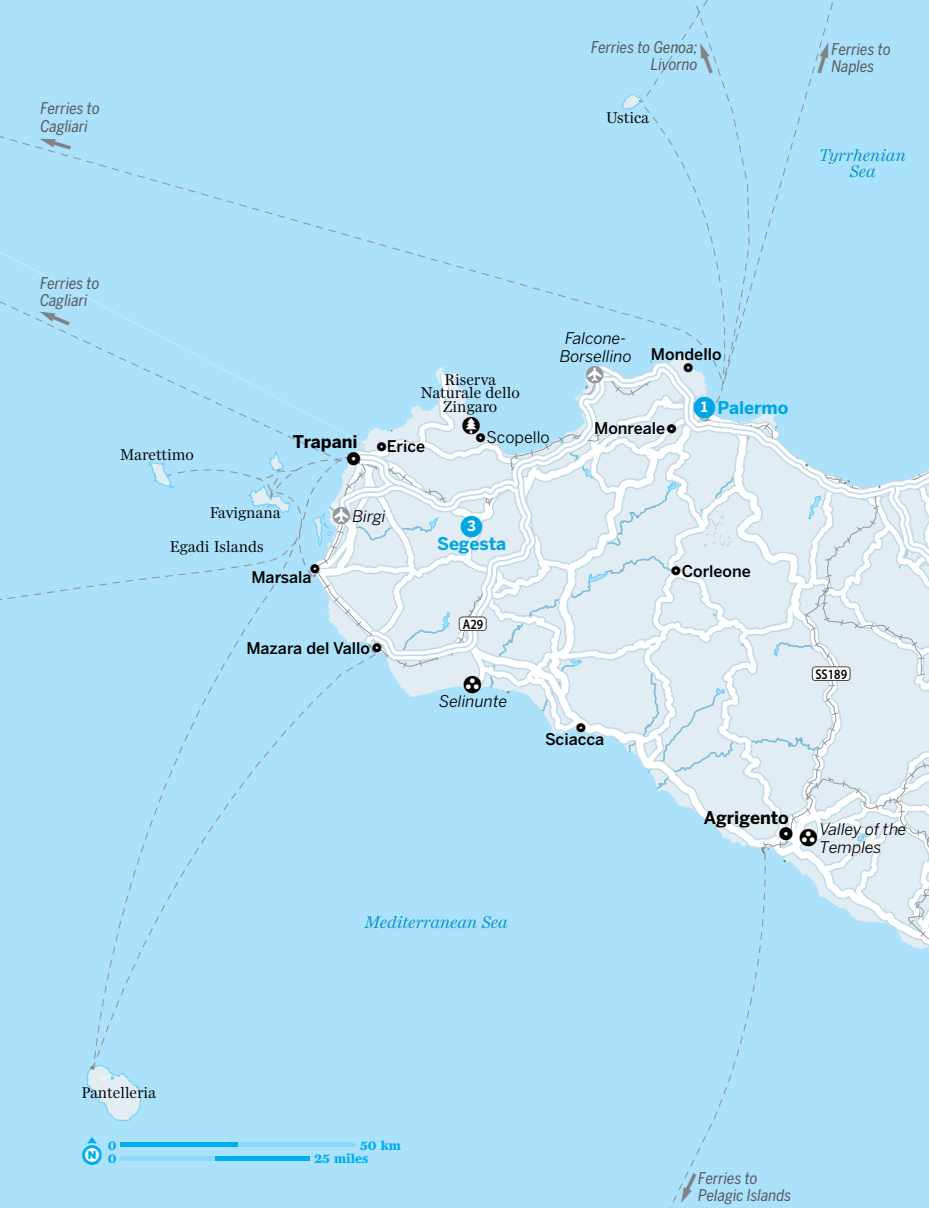 Ferries to Genoa;
Livorno
Ferries to
Naples
Ustica
Ferries to
Cagliari
Tyrrhenian
Sea
Ferries to
Cagliari
Falcone-
Borsellino
Mondello
Riserva
Naturale dello
Zingaro
1 Palermo
Monreale
Scopello
Trapani
Erice
Marettimo
Favignana
Birgi
3
Segesta
Egadi Islands
Marsala
Corleone
A29
Mazara del Vallo
SS189
Selinunte
Sciacca
Agrigento
Valley of the
Temples
Mediterranean Sea
Pantelleria
N
0 50 km
0 25 miles
Ferries to
Pelagic Islands